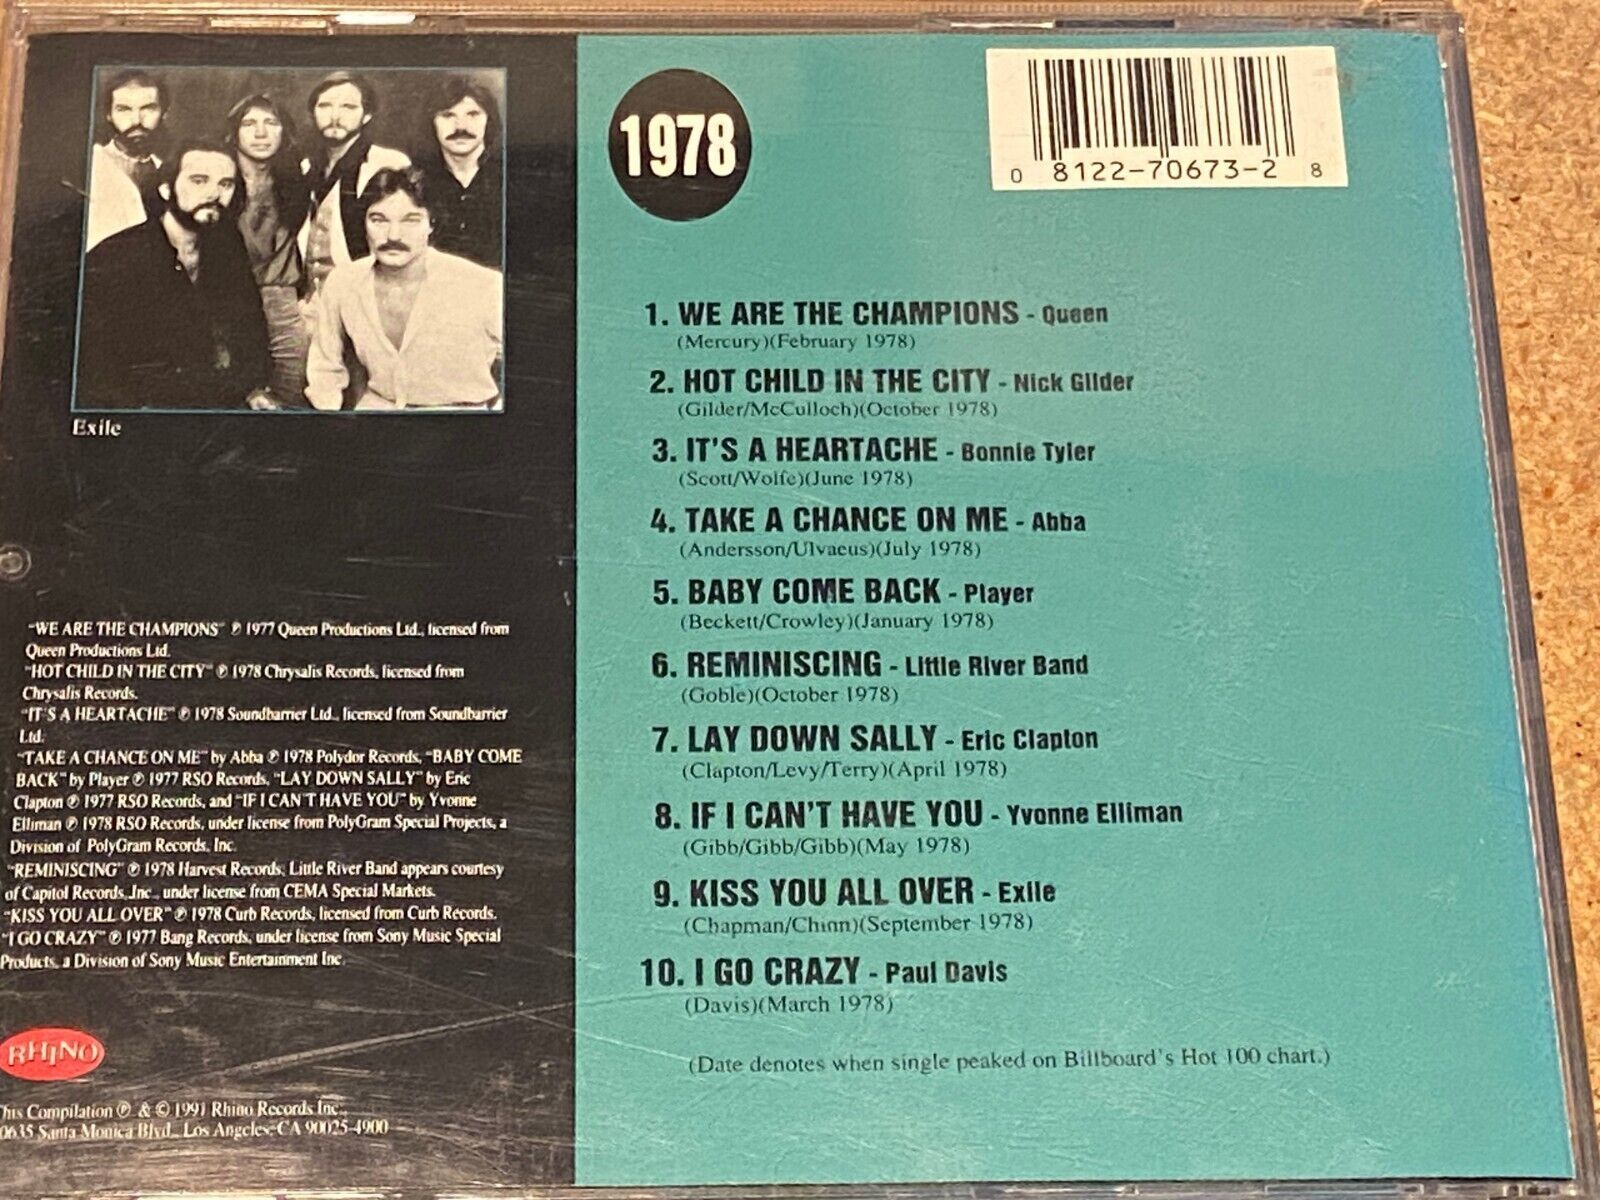 Exile
"WE ARE THE CHAMPIONS" ℗ 1977 Queen Productions Ltd., licensed from
Queen Productions Ltd.
"HOT CHILD IN THE CITY" ℗ 1978 Chrysalis Records, licensed from
Chrysalis Records.
"IT'S A HEARTACHE" ℗ 1978 Soundbarrier Ltd., licensed from Soundbarrier
Ltd.
"TAKE A CHANCE ON ME" by Abba ℗ 1978 Polydor Records, "BABY COME
BACK" by Player ℗ 1977 RSO Records, "LAY DOWN SALLY" by Eric
Clapton ℗ 1977 RSO Records, and "IF I CAN'T HAVE YOU" by Yvonne
Elliman ℗ 1978 RSO Records, under license from PolyGram Special Projects, a
Division of PolyGram Records, Inc.
"REMINISCING" ℗ 1978 Harvest Records, Little River Band appears courtesy
of Capitol Records, Inc., under license from CEMA Special Markets.
"KISS YOU ALL OVER" ℗ 1978 Curb Records, licensed from Curb Records.
"I GO CRAZY" ℗ 1977 Bang Records, under license from Sony Music Special
Products, a Division of Sony Music Entertainment Inc.
RHINO
his Compilation ℗ & © 1991 Rhino Records Inc.,
0635 Santa Monica Blvd., Los Angeles, CA 90025-4900
1978
0 81227-0673-2 8
1. WE ARE THE CHAMPIONS - Queen
(Mercury)(February 1978)
2. HOT CHILD IN THE CITY - Nick Gilder
(Gilder/McCulloch)(October 1978)
3. IT'S A HEARTACHE - Bonnie Tyler
(Scott/Wolfe)(June 1978)
4. TAKE A CHANCE ON ME - Abba
(Andersson/Ulvaeus)(July 1978)
5. BABY COME BACK - Player
(Beckett/Crowley)(January 1978)
6. REMINISCING - Little River Band
(Goble)(October 1978)
7. LAY DOWN SALLY - Eric Clapton
(Clapton/Levy/Terry)(April 1978)
8. IF I CAN'T HAVE YOU - Yvonne Elliman
(Gibb/Gibb/Gibb)(May 1978)
9. KISS YOU ALL OVER - Exile
(Chapman/Chinn)(September 1978)
10. I GO CRAZY - Paul Davis
(Davis)(March 1978)
(Date denotes when single peaked on Billboard's Hot 100 chart.)